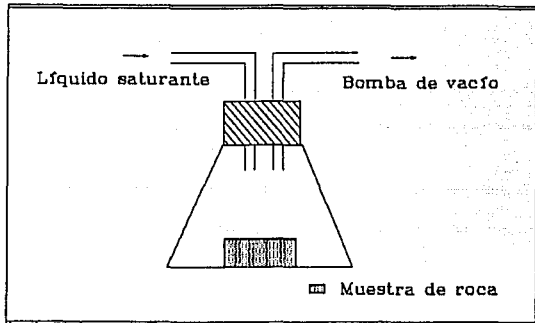 Líquido saturante
Bomba de vacío
Muestra de roca